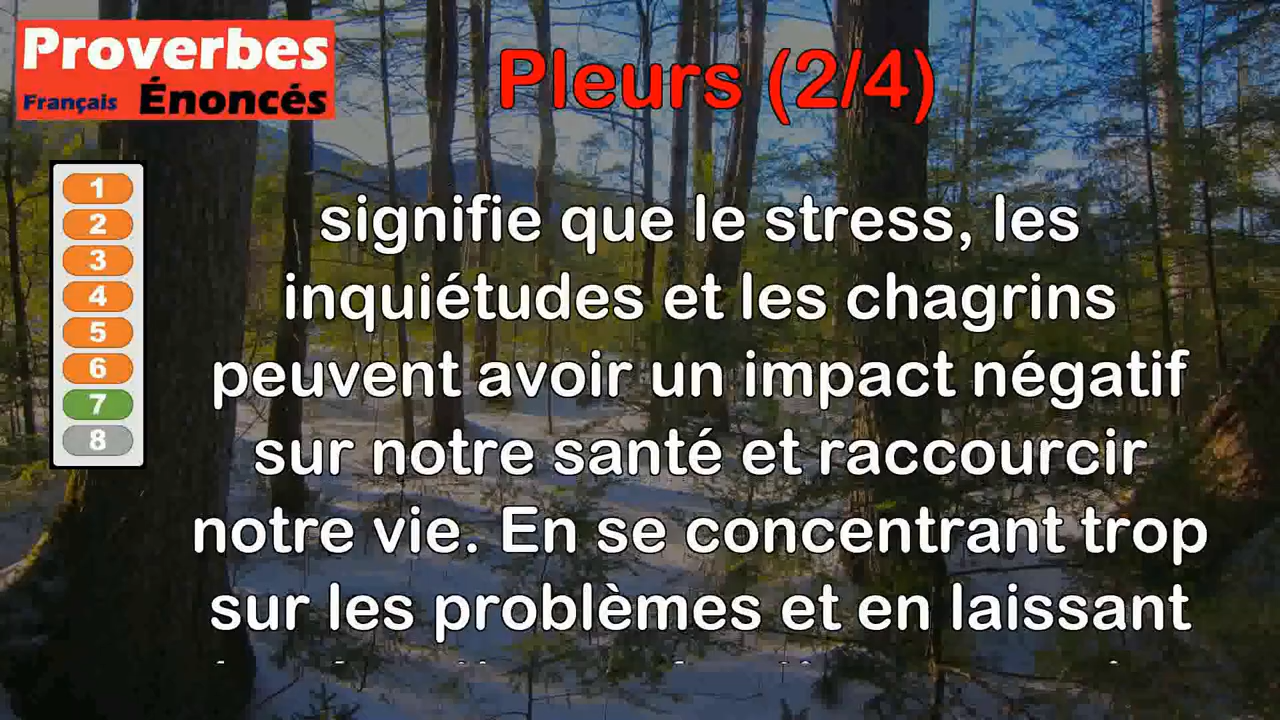 Proverbes
Français Énoncés
Pleurs (2/4)
1
2
3
4
5
6
7
8
signifie que le stress, les
inquiétudes et les chagrins
peuvent avoir un impact négatif
sur notre santé et raccourcir
notre vie. En se concentrant trop
sur les problèmes et en laissant